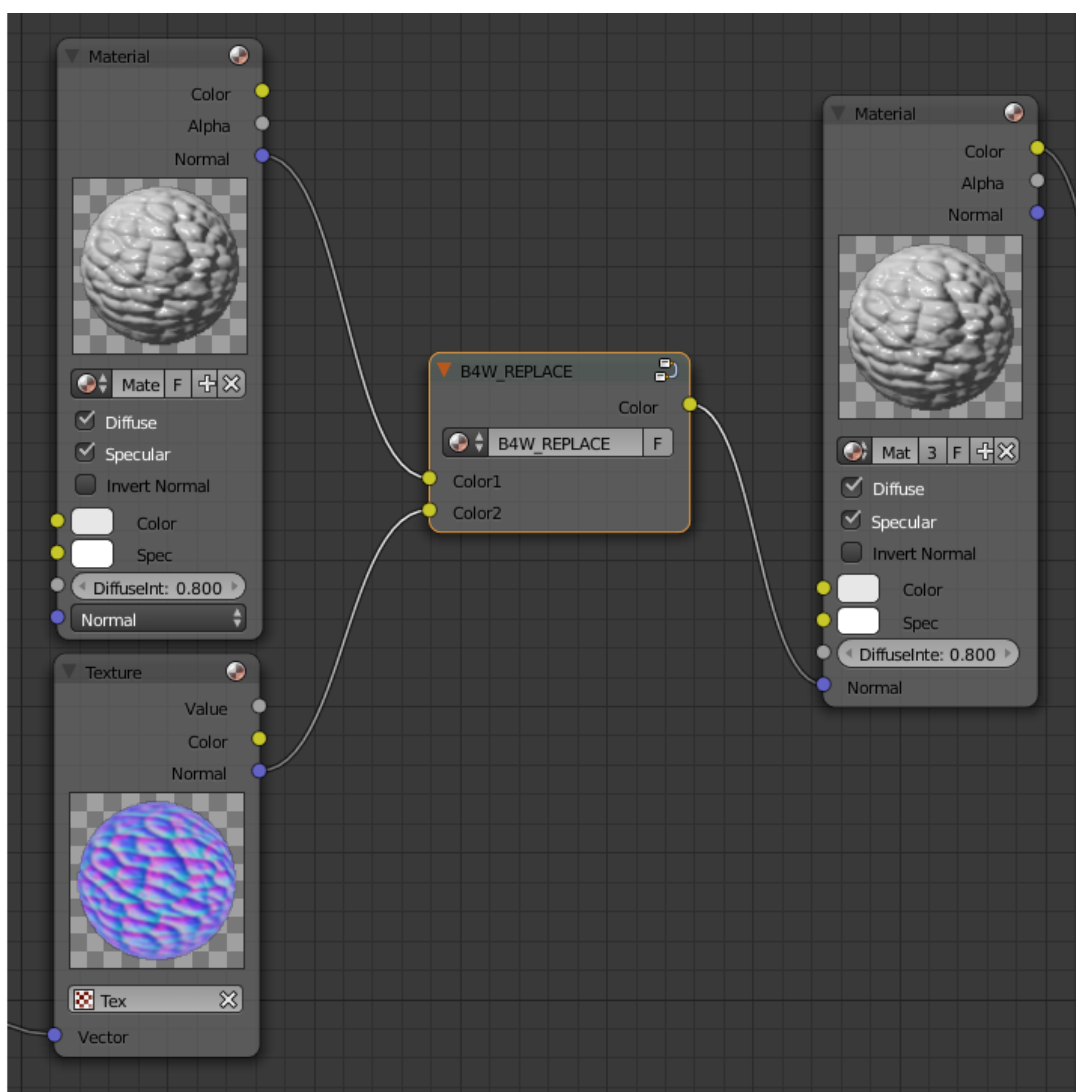 Material
Color
Alpha
Normal
Mate F
Diffuse
Specular
Invert Normal
Color
Spec
DiffuseInt: 0.800
Normal
Texture
Value
Color
Normal
Tex
Vector
B4W_REPLACE
Color
B4W_REPLACE F
Color1
Color2
Material
Color
Alpha
Normal
Mat 3 F
Diffuse
Specular
Invert Normal
Color
Spec
DiffuseInte: 0.800
Normal